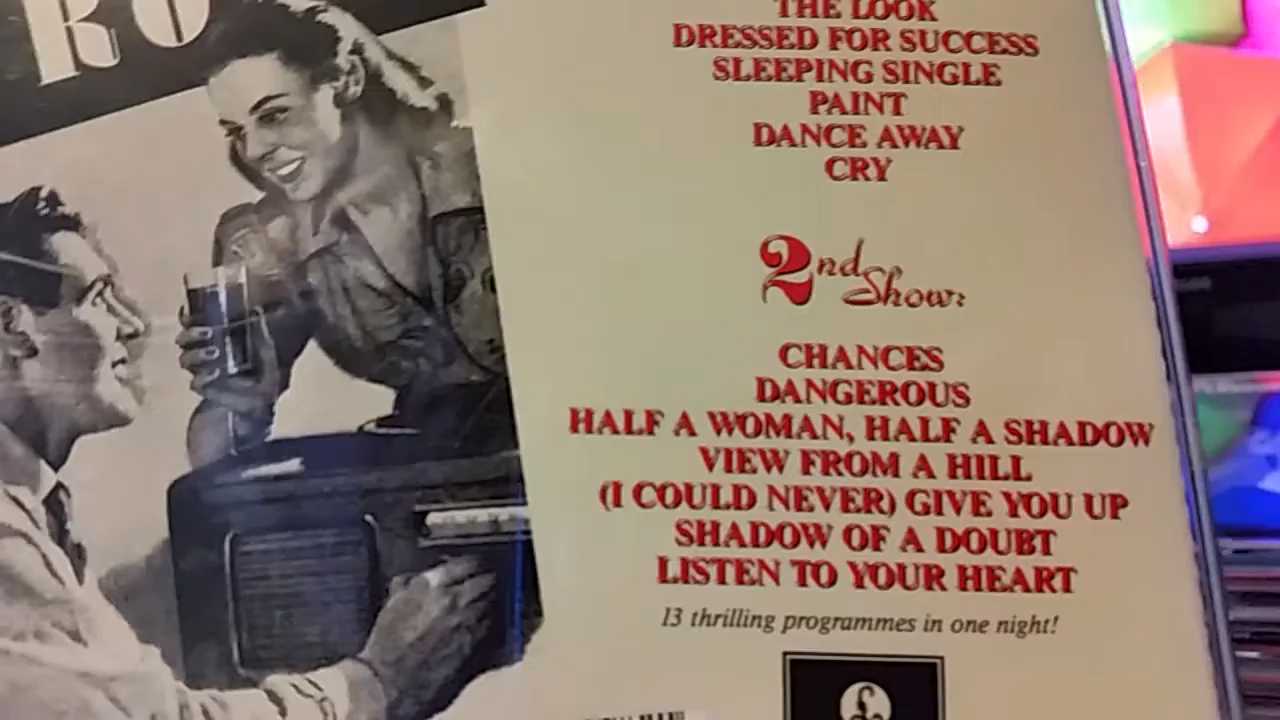 RO
THE LOOK
DRESSED FOR SUCCESS
SLEEPING SINGLE
PAINT
DANCE AWAY
CRY
2nd Show:
CHANCES
DANGEROUS
HALF A WOMAN, HALF A SHADOW
VIEW FROM A HILL
(I COULD NEVER) GIVE YOU UP
SHADOW OF A DOUBT
LISTEN TO YOUR HEART
13 thrilling programmes in one night!
£